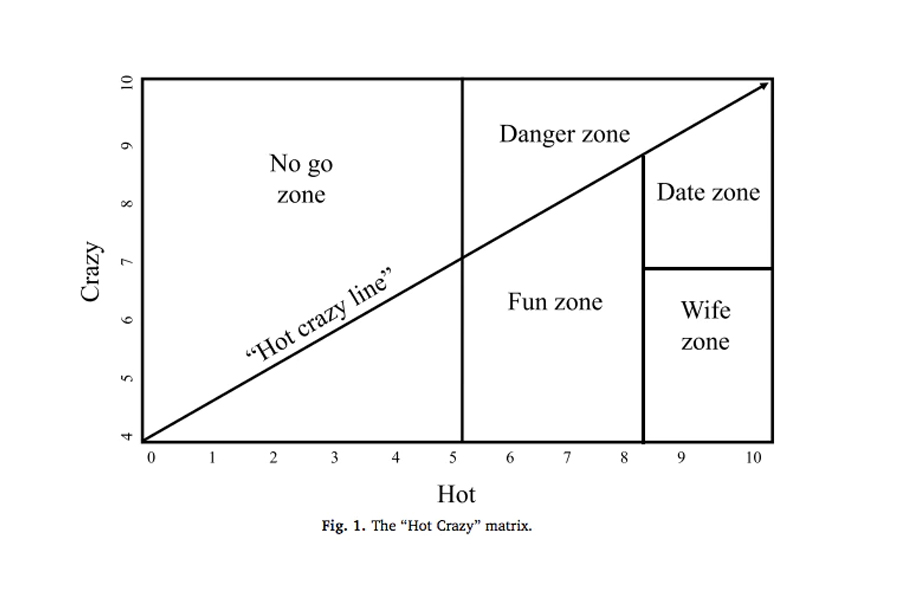 10
9
8
7
6
5
4
Crazy
No go
zone
Danger zone
Date zone
“Hot crazy line”
Fun zone
Wife
zone
0 1 2 3 4 5 6 7 8 9 10
Hot
Fig. 1. The “Hot Crazy” matrix.